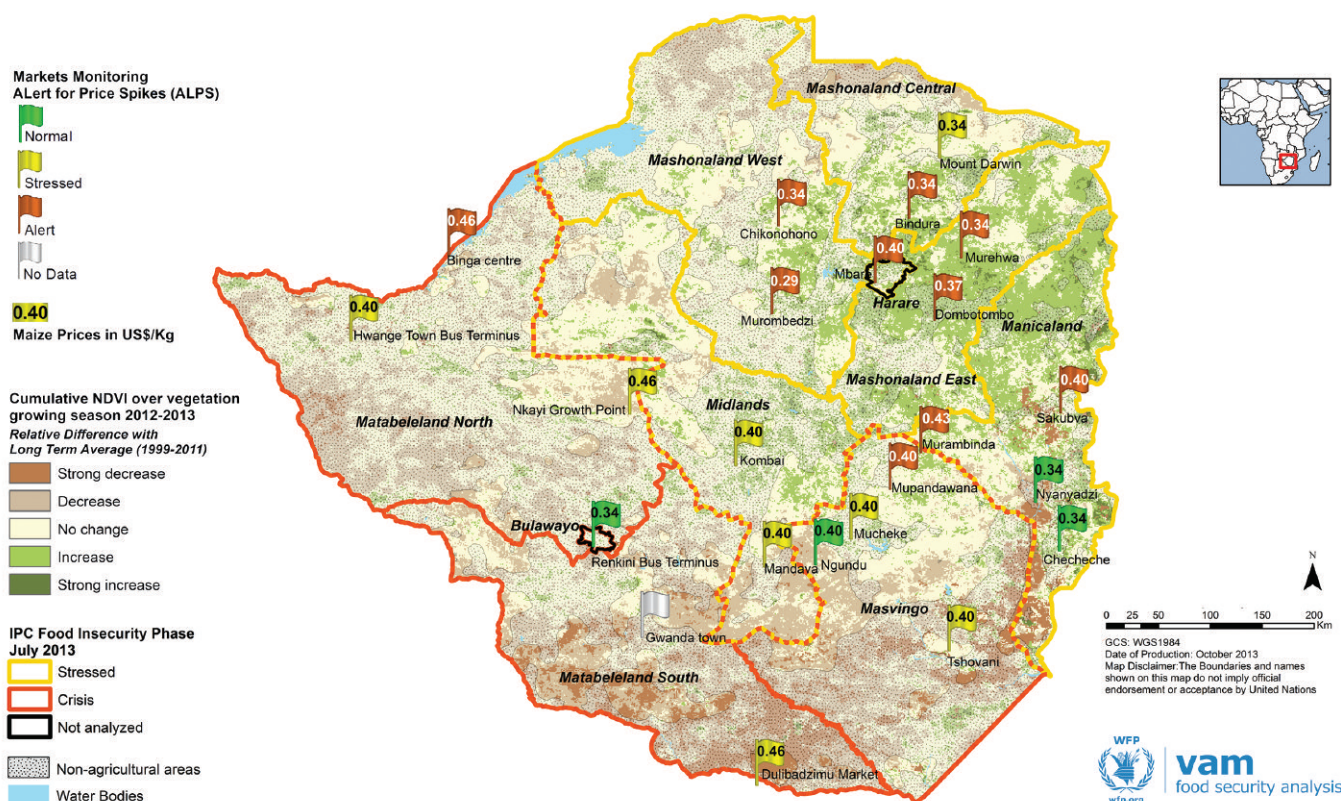 Markets Monitoring
ALert for Price Spikes (ALPS)
Normal
Stressed
Alert
No Data
0.40
Maize Prices in US$/Kg
Cumulative NDVI over vegetation
growing season 2012-2013
Relative Difference with
Long Term Average (1999-2011)
Strong decrease
Decrease
No change
Increase
Strong increase
IPC Food Insecurity Phase
July 2013
Stressed
Crisis
Not analyzed
Non-agricultural areas
Water Bodies
Mashonaland Central
0.34
Mount Darwin
Mashonaland West
0.34
Chikonohono
0.34
Bindura
0.34
Murehwa
0.46
Binga centre
0.40
Mbare
Harare
0.29
Murombedzi
0.37
Dombotombo
Manicaland
0.40
Hwange Town Bus Terminus
Mashonaland East
0.46
Nkayi Growth Point
Midlands
0.40
Sakubva
Matabeleland North
0.40
Kombai
0.43
Murambinda
0.40
Mupandawana
0.34
Nyanyadzi
0.34
Checheche
Bulawayo
0.34
Renkini Bus Terminus
0.40
Mucheke
0.40
Mandava
0.40
Ngundu
Masvingo
Gwanda town
0.40
Tshovani
Matabeleland South
0.46
Dulibadzimu Market
N
0 25 50 100 150 200
Km
GCS: WGS1984
Date of Production: October 2013
Map Disclaimer:The Boundaries and names
shown on this map do not imply official
endorsement or acceptance by United Nations
WFP
wfp.org
vam
food security analysis